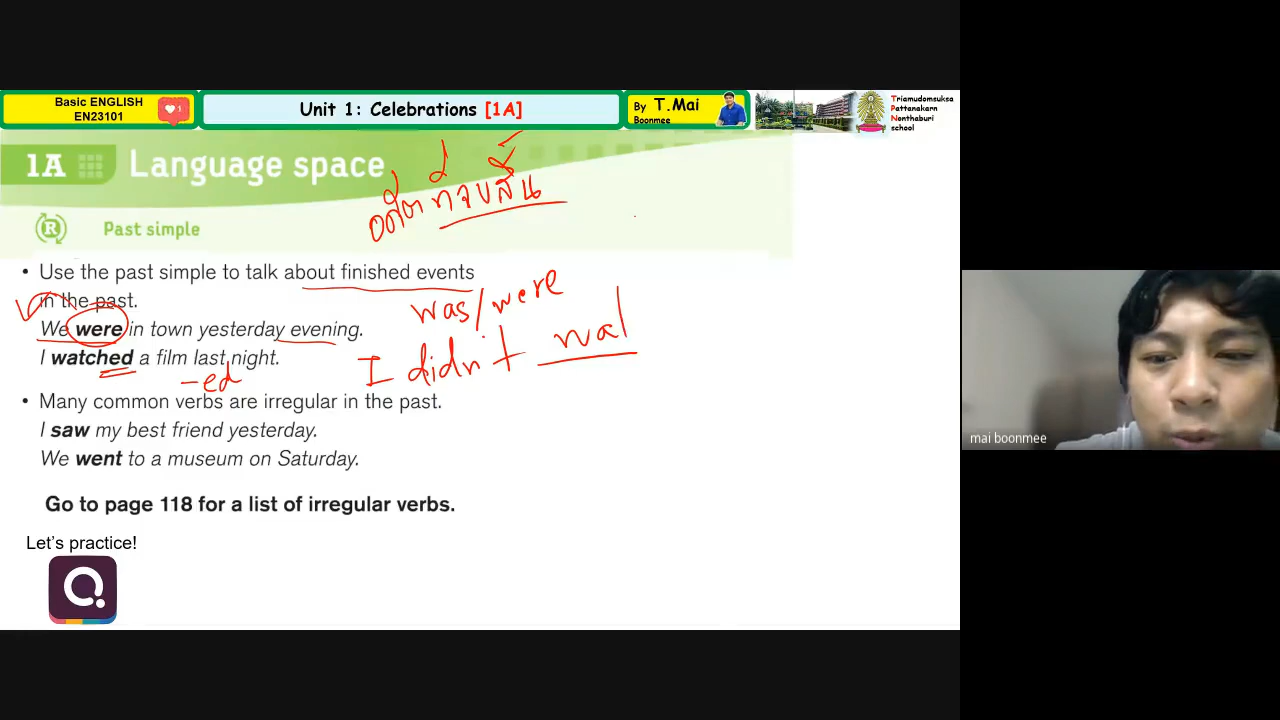 Basic ENGLISH
EN23101
Unit 1: Celebrations [1A]
By T.Mai
Boonmee
Triamudomsuksa
Pattanakarn
Nonthaburi
school
1A Language space
อดีตที่จบสิ้น
R Past simple
• Use the past simple to talk about finished events
in the past.
was/were
We were in town yesterday evening.
I didn't wal
I watched a film last night.
-ed
• Many common verbs are irregular in the past.
I saw my best friend yesterday.
We went to a museum on Saturday.
Go to page 118 for a list of irregular verbs.
Let's practice!
mai boonmee